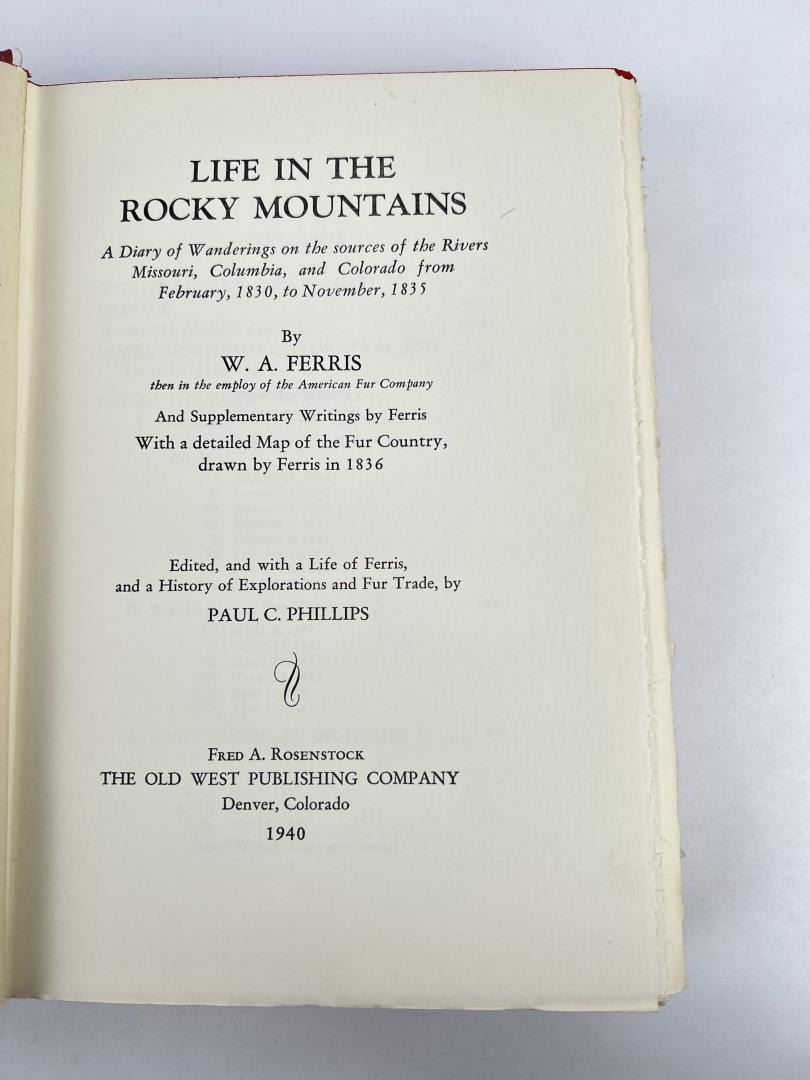 LIFE IN THE
ROCKY MOUNTAINS
A Diary of Wanderings on the sources of the Rivers
Missouri, Columbia, and Colorado from
February, 1830, to November, 1835
By
W. A. FERRIS
then in the employ of the American Fur Company
And Supplementary Writings by Ferris
With a detailed Map of the Fur Country,
drawn by Ferris in 1836
Edited, and with a Life of Ferris,
and a History of Explorations and Fur Trade, by
PAUL C. PHILLIPS
FRED A. ROSENSTOCK
THE OLD WEST PUBLISHING COMPANY
Denver, Colorado
1940